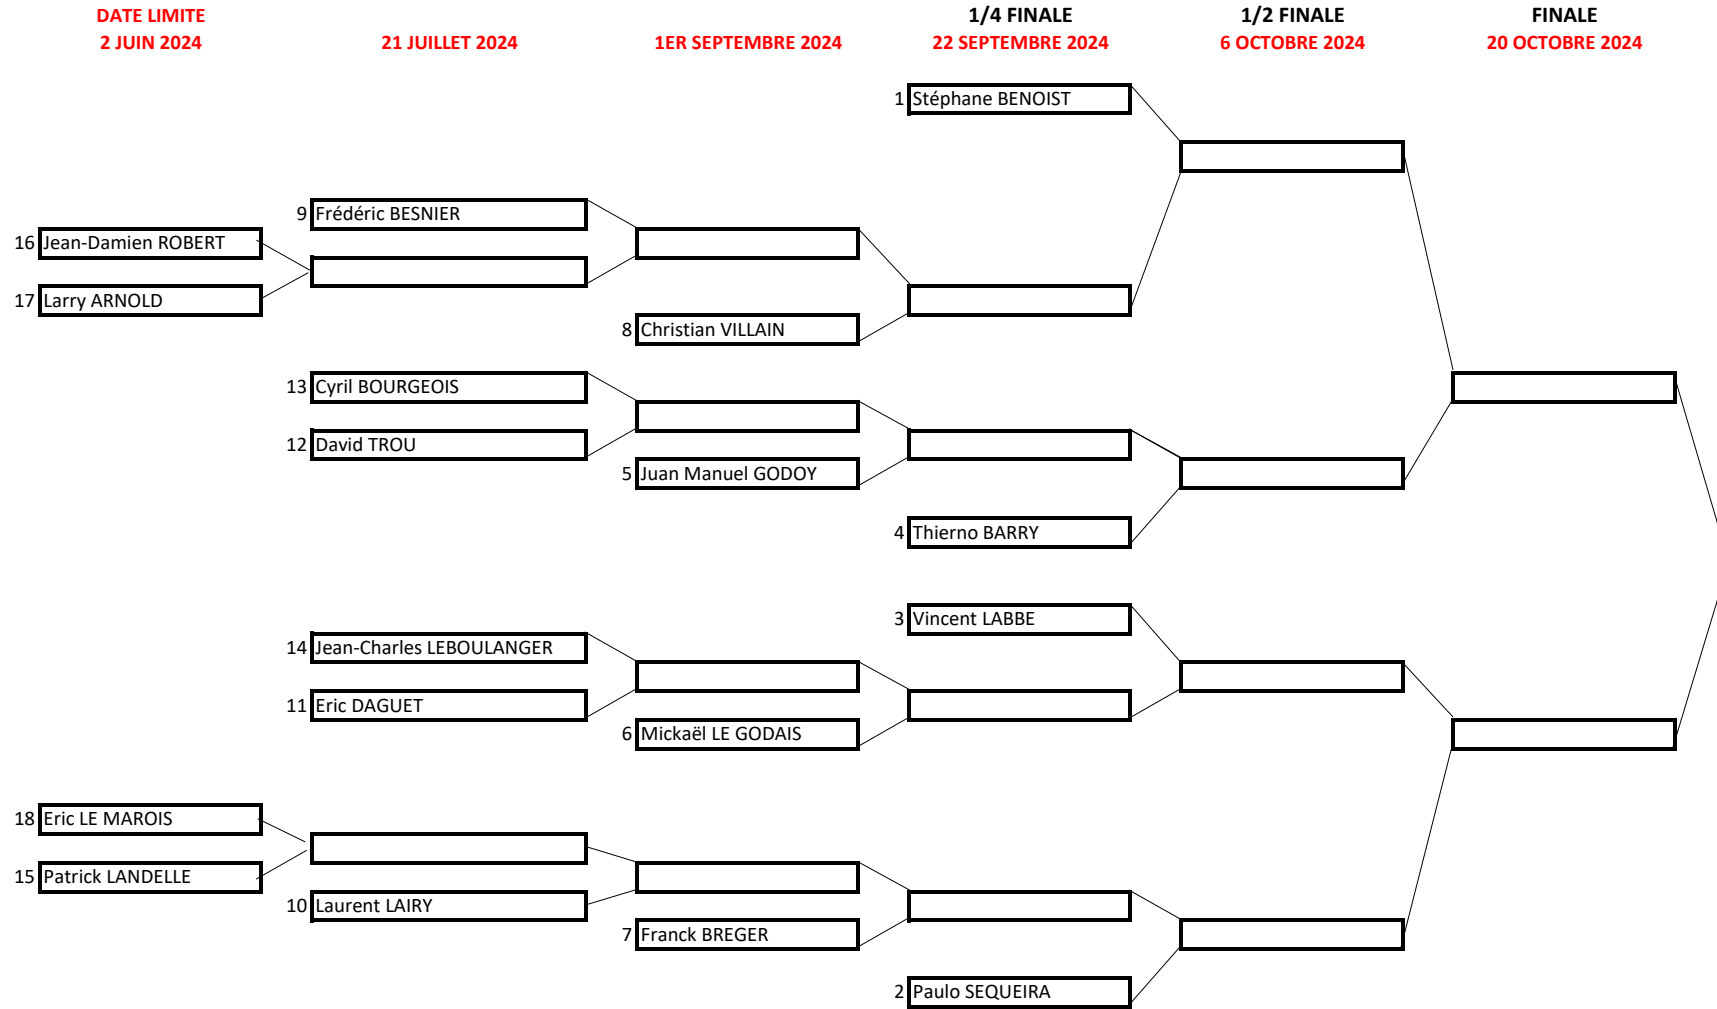 DATE LIMITE
1/4 FINALE
1/2 FINALE
FINALE
2 JUIN 2024
21 JUILLET 2024
1ER SEPTEMBRE 2024
22 SEPTEMBRE 2024
6 OCTOBRE 2024
20 OCTOBRE 2024
1 Stéphane BENOIST
9 Frédéric BESNIER
16 Jean-Damien ROBERT
17 Larry ARNOLD
8 Christian VILLAIN
13 Cyril BOURGEOIS
12 David TROU
5 Juan Manuel GODOY
4 Thierno BARRY
3 Vincent LABBE
14 Jean-Charles LEBOULANGER
11 Eric DAGUET
6 Mickaël LE GODAIS
18 Eric LE MAROIS
15 Patrick LANDELLE
10 Laurent LAIRY
7 Franck BREGER
2 Paulo SEQUEIRA